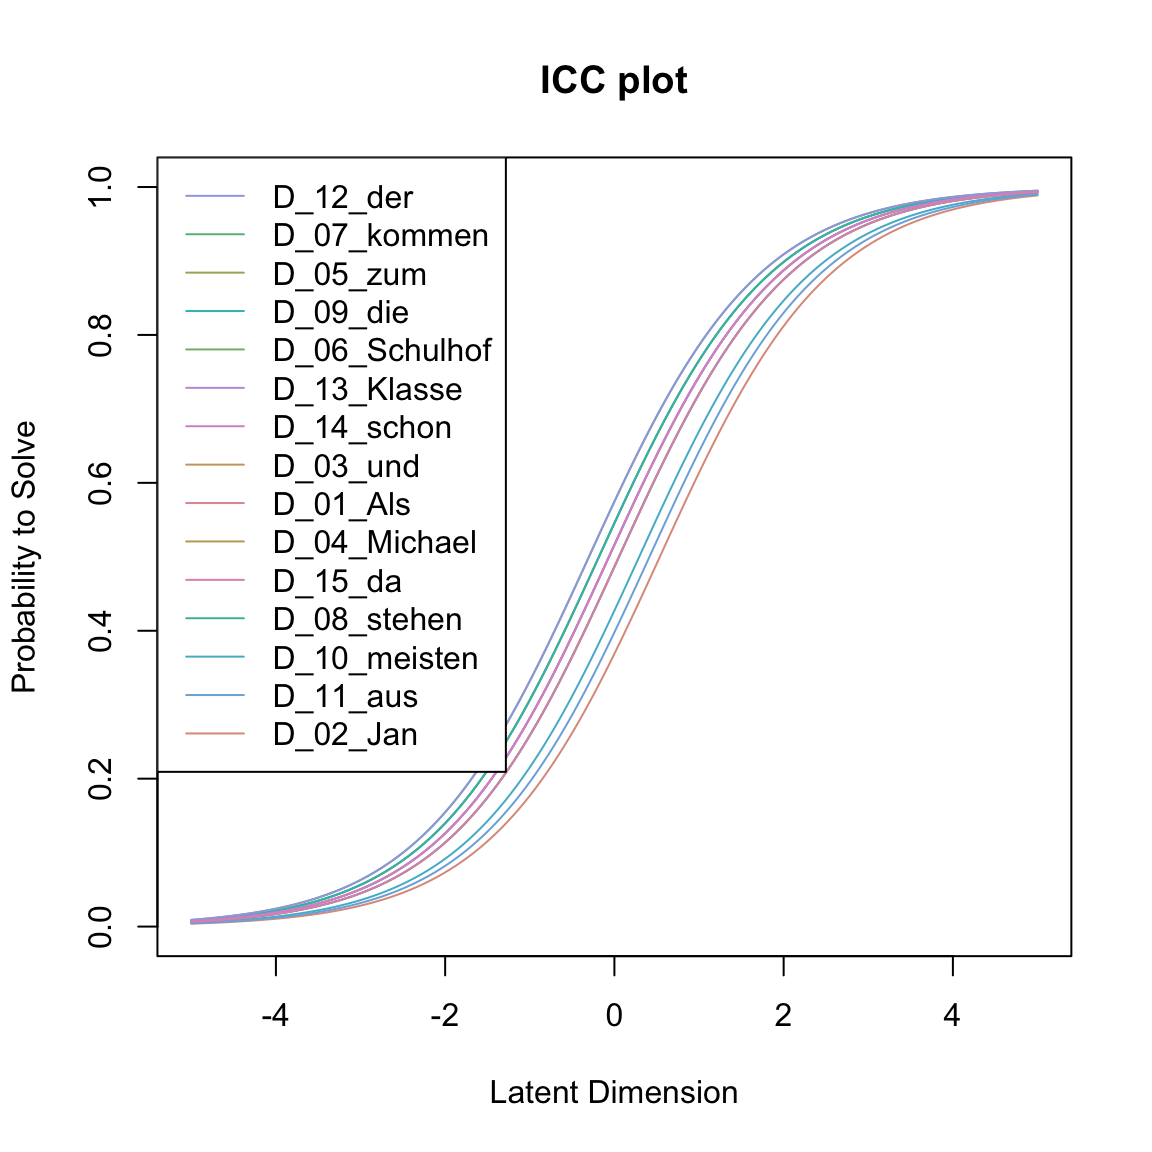 ICC plot
D_12_der
D_07_kommen
D_05_zum
D_09_die
D_06_Schulhof
D_13_Klasse
D_14_schon
D_03_und
D_01_Als
D_04_Michael
D_15_da
D_08_stehen
D_10_meisten
D_11_aus
D_02_Jan
Probability to Solve
1.0
0.8
0.6
0.4
0.2
0.0
-4 -2 0 2 4
Latent Dimension